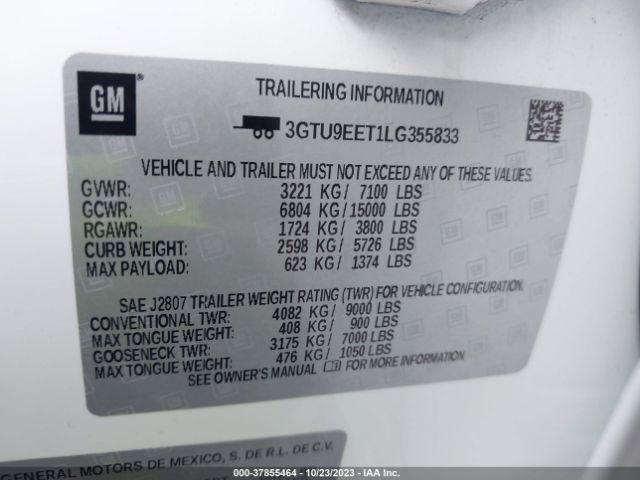 GM
TRAILERING INFORMATION
3GTU9EET1LG355833
VEHICLE AND TRAILER MUST NOT EXCEED ANY OF THESE VALUES.
GVWR: 3221 KG/ 7100 LBS
GCWR: 6804 KG/15000 LBS
RGAWR: 1724 KG/ 3800 LBS
CURB WEIGHT: 2598 KG/ 5726 LBS
MAX PAYLOAD: 623 KG/ 1374 LBS
SAE J2807 TRAILER WEIGHT RATING (TWR) FOR VEHICLE CONFIGURATION.
CONVENTIONAL TWR: 4082 KG/ 9000 LBS
MAX TONGUE WEIGHT: 408 KG/ 900 LBS
GOOSENECK TWR: 3175 KG/ 7000 LBS
MAX TONGUE WEIGHT: 476 KG/ 1050 LBS
SEE OWNER'S MANUAL FOR MORE INFORMATION.
GENERAL MOTORS DE MEXICO, S. DE R.L. DE C.V.
000-37855464 - 10/23/2023 - IAA Inc.